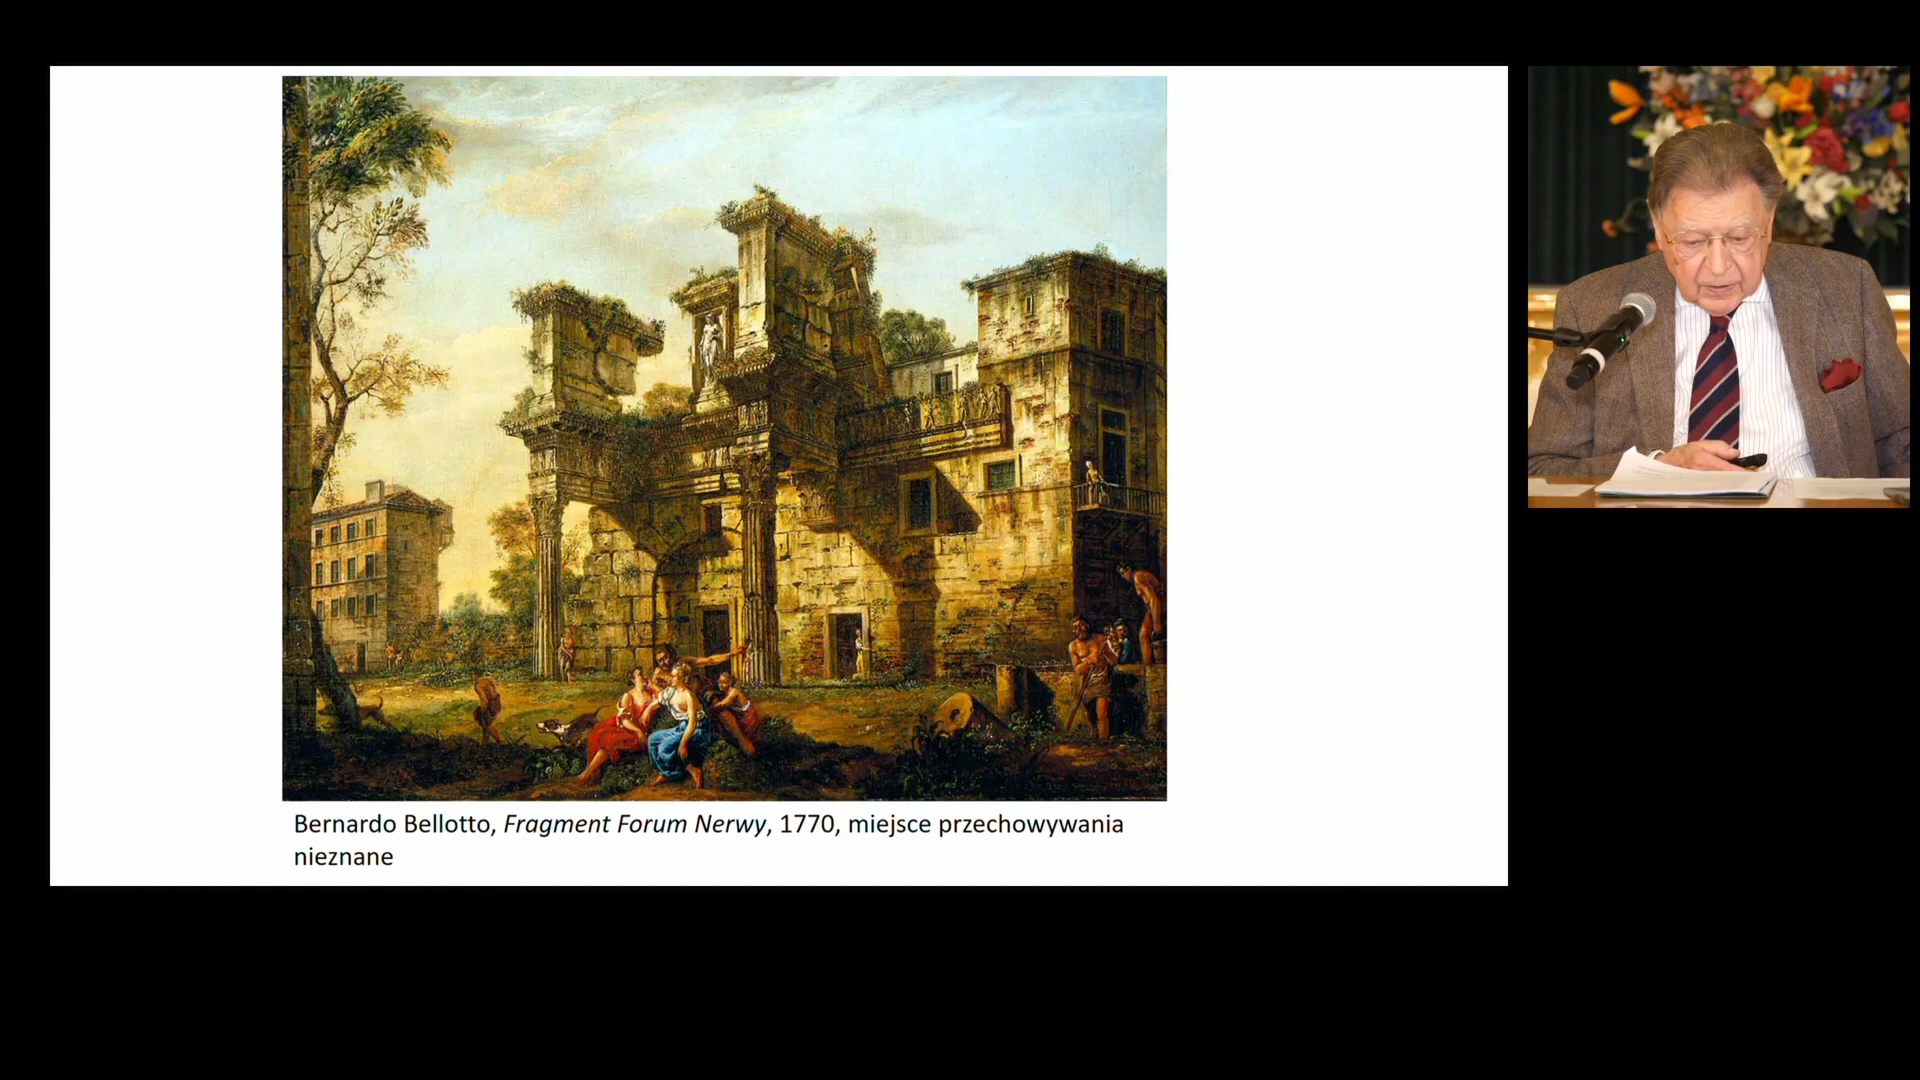 Bernardo Bellotto, Fragment Forum Nerwy, 1770, miejsce przechowywania
nieznane